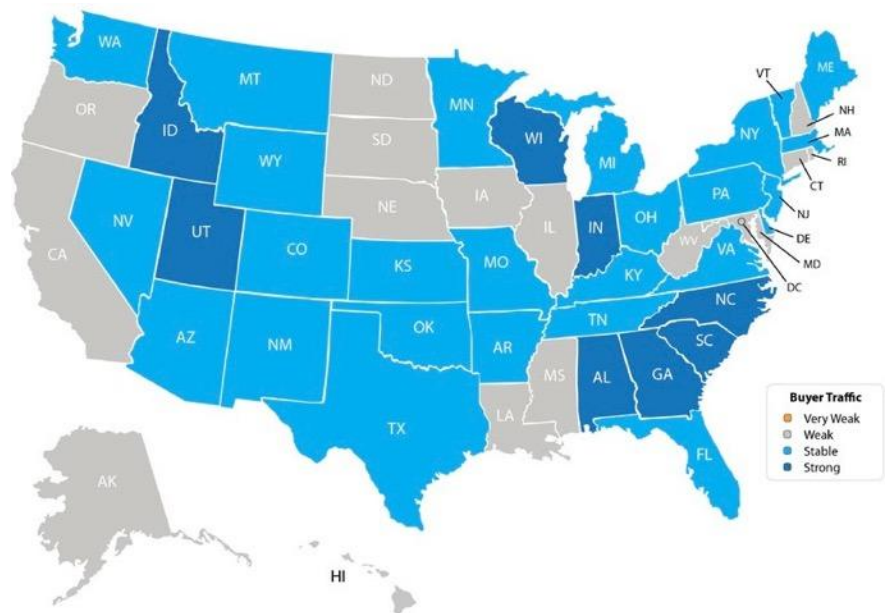 WA
MT
ND
MN
VT
ME
OR
ID
SD
WI
NH
MA
NY
WY
MI
RI
CT
IA
PA
NE
NJ
NV
OH
IL
IN
DE
UT
WV
CA
CO
VA
MD
KS
MO
KY
DC
NC
TN
OK
AZ
NM
AR
SC
MS
AL
GA
Buyer Traffic
Very Weak
LA
TX
Weak
Stable
FL
Strong
AK
HI